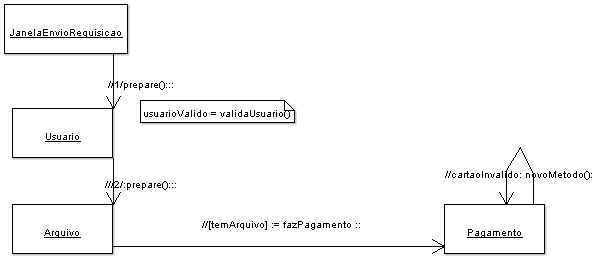 JanelaEnvioRequisicao
//1/prepare():::
usuarioValido = validaUsuario()
Usuario
//cartaoInvalido: novoMetodo():
///2/:prepare():::
//[temArquivo] := fazPagamento ::
Arquivo
Pagamento